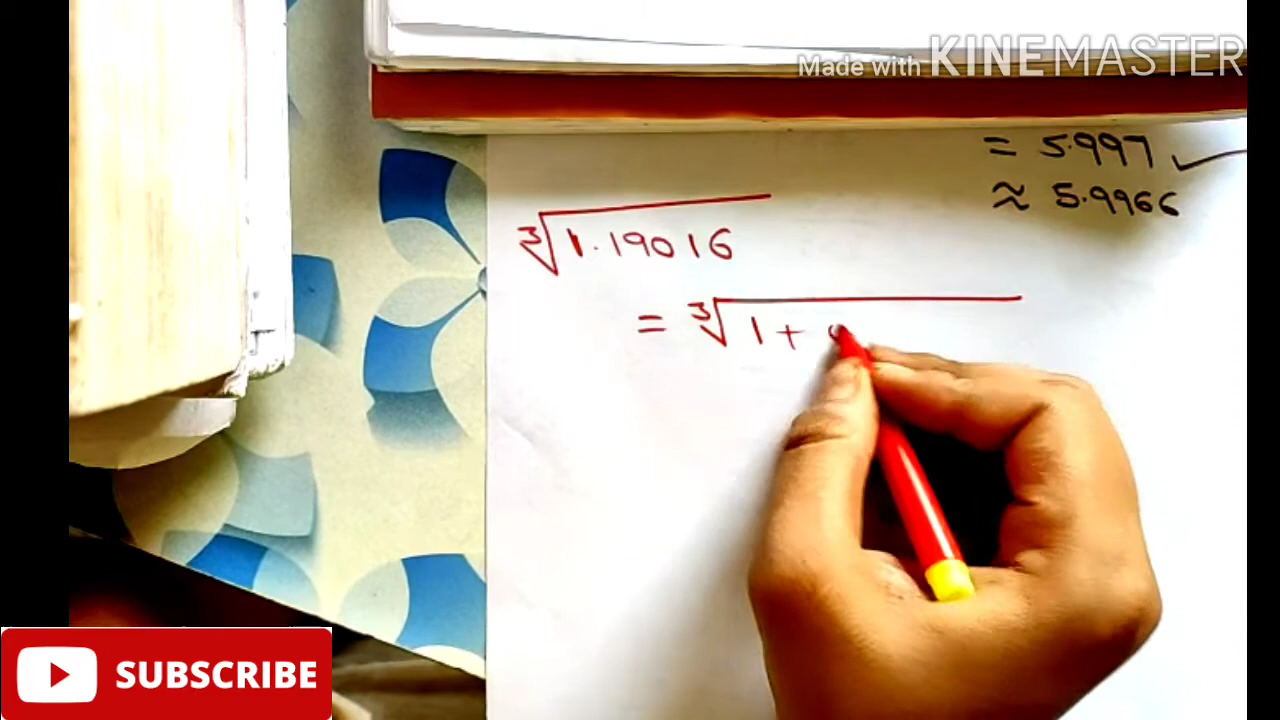 Made with KINEMASTER
= 5.997
≈ 5.9966
∛1.19016
= ∛1+
SUBSCRIBE